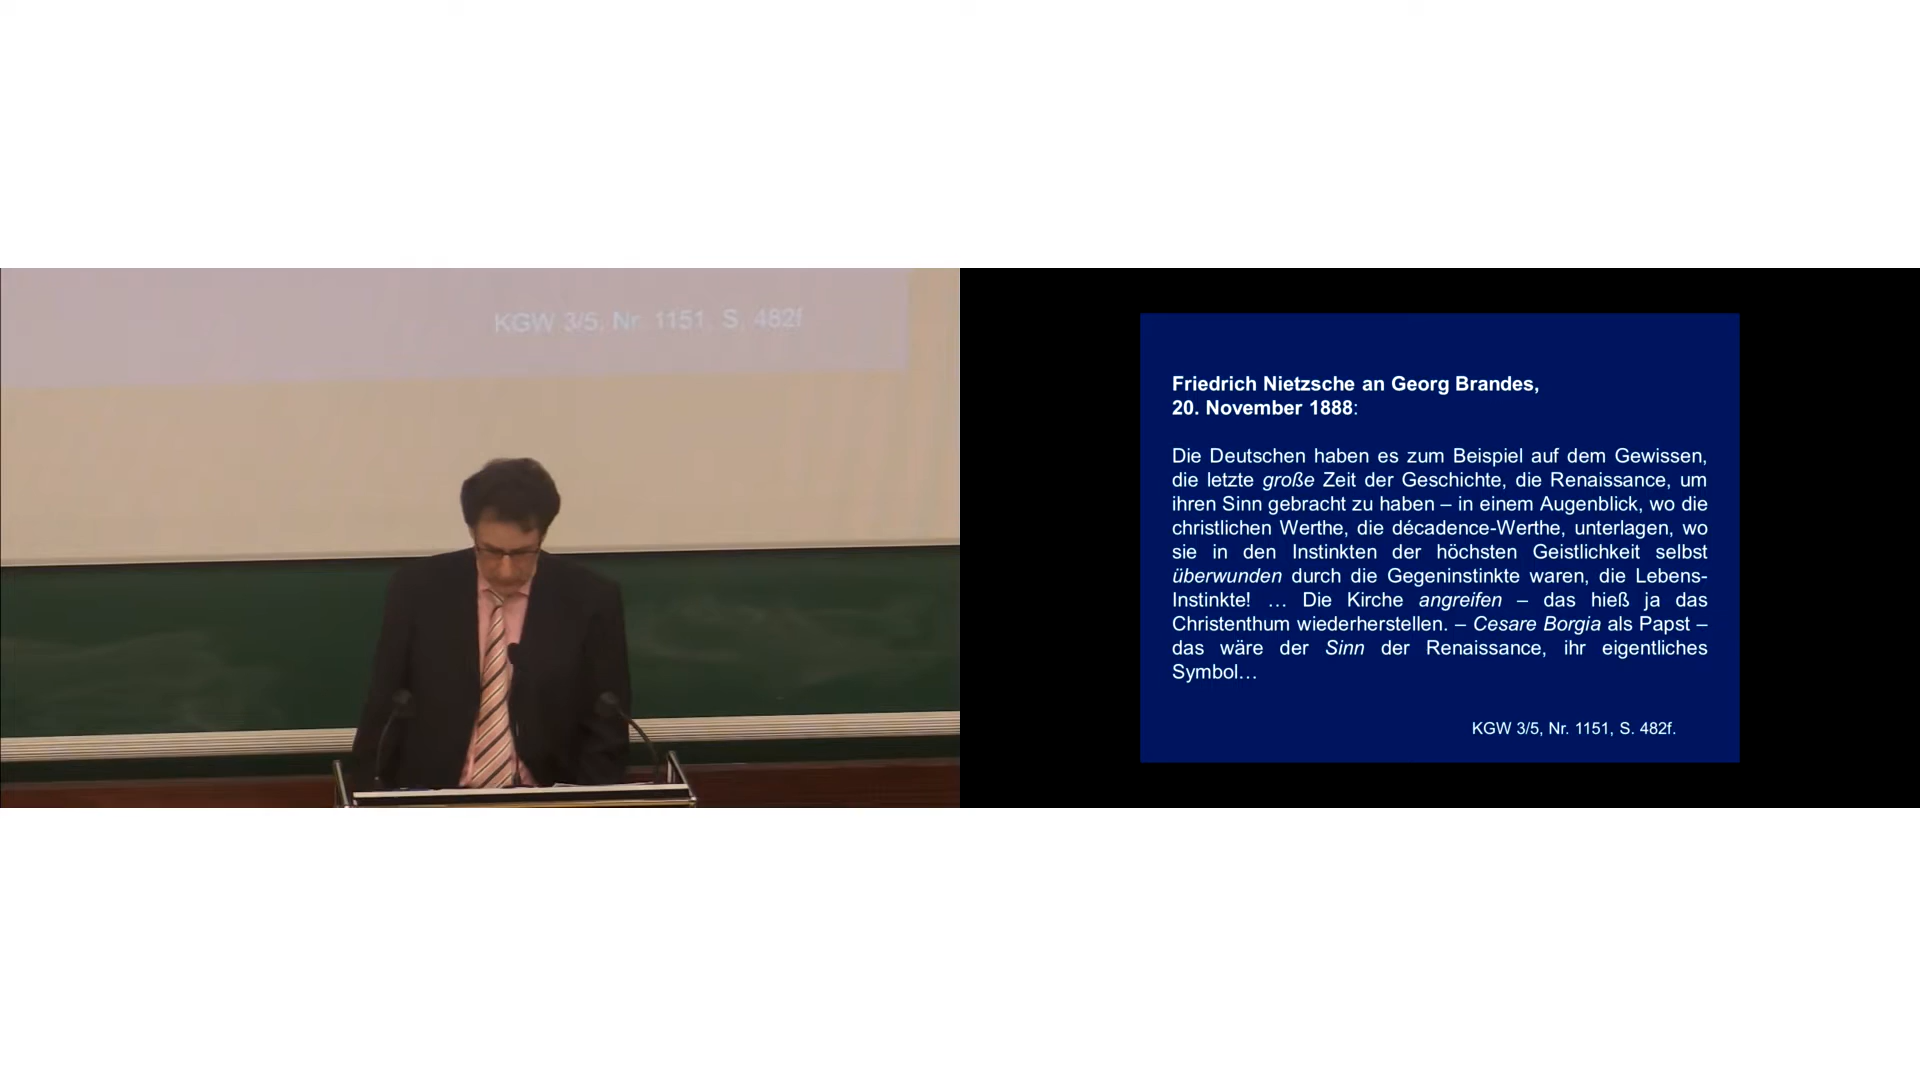 KGW 3/5, Nr. 1151, S. 482f
Friedrich Nietzsche an Georg Brandes,
20. November 1888:
Die Deutschen haben es zum Beispiel auf dem Gewissen,
die letzte große Zeit der Geschichte, die Renaissance, um
ihren Sinn gebracht zu haben – in einem Augenblick, wo die
christlichen Werthe, die décadence-Werthe, unterlagen, wo
sie in den Instinkten der höchsten Geistlichkeit selbst
überwunden durch die Gegeninstinkte waren, die Lebens-
Instinkte! … Die Kirche angreifen – das hieß ja das
Christenthum wiederherstellen. – Cesare Borgia als Papst –
das wäre der Sinn der Renaissance, ihr eigentliches
Symbol…
KGW 3/5, Nr. 1151, S. 482f.